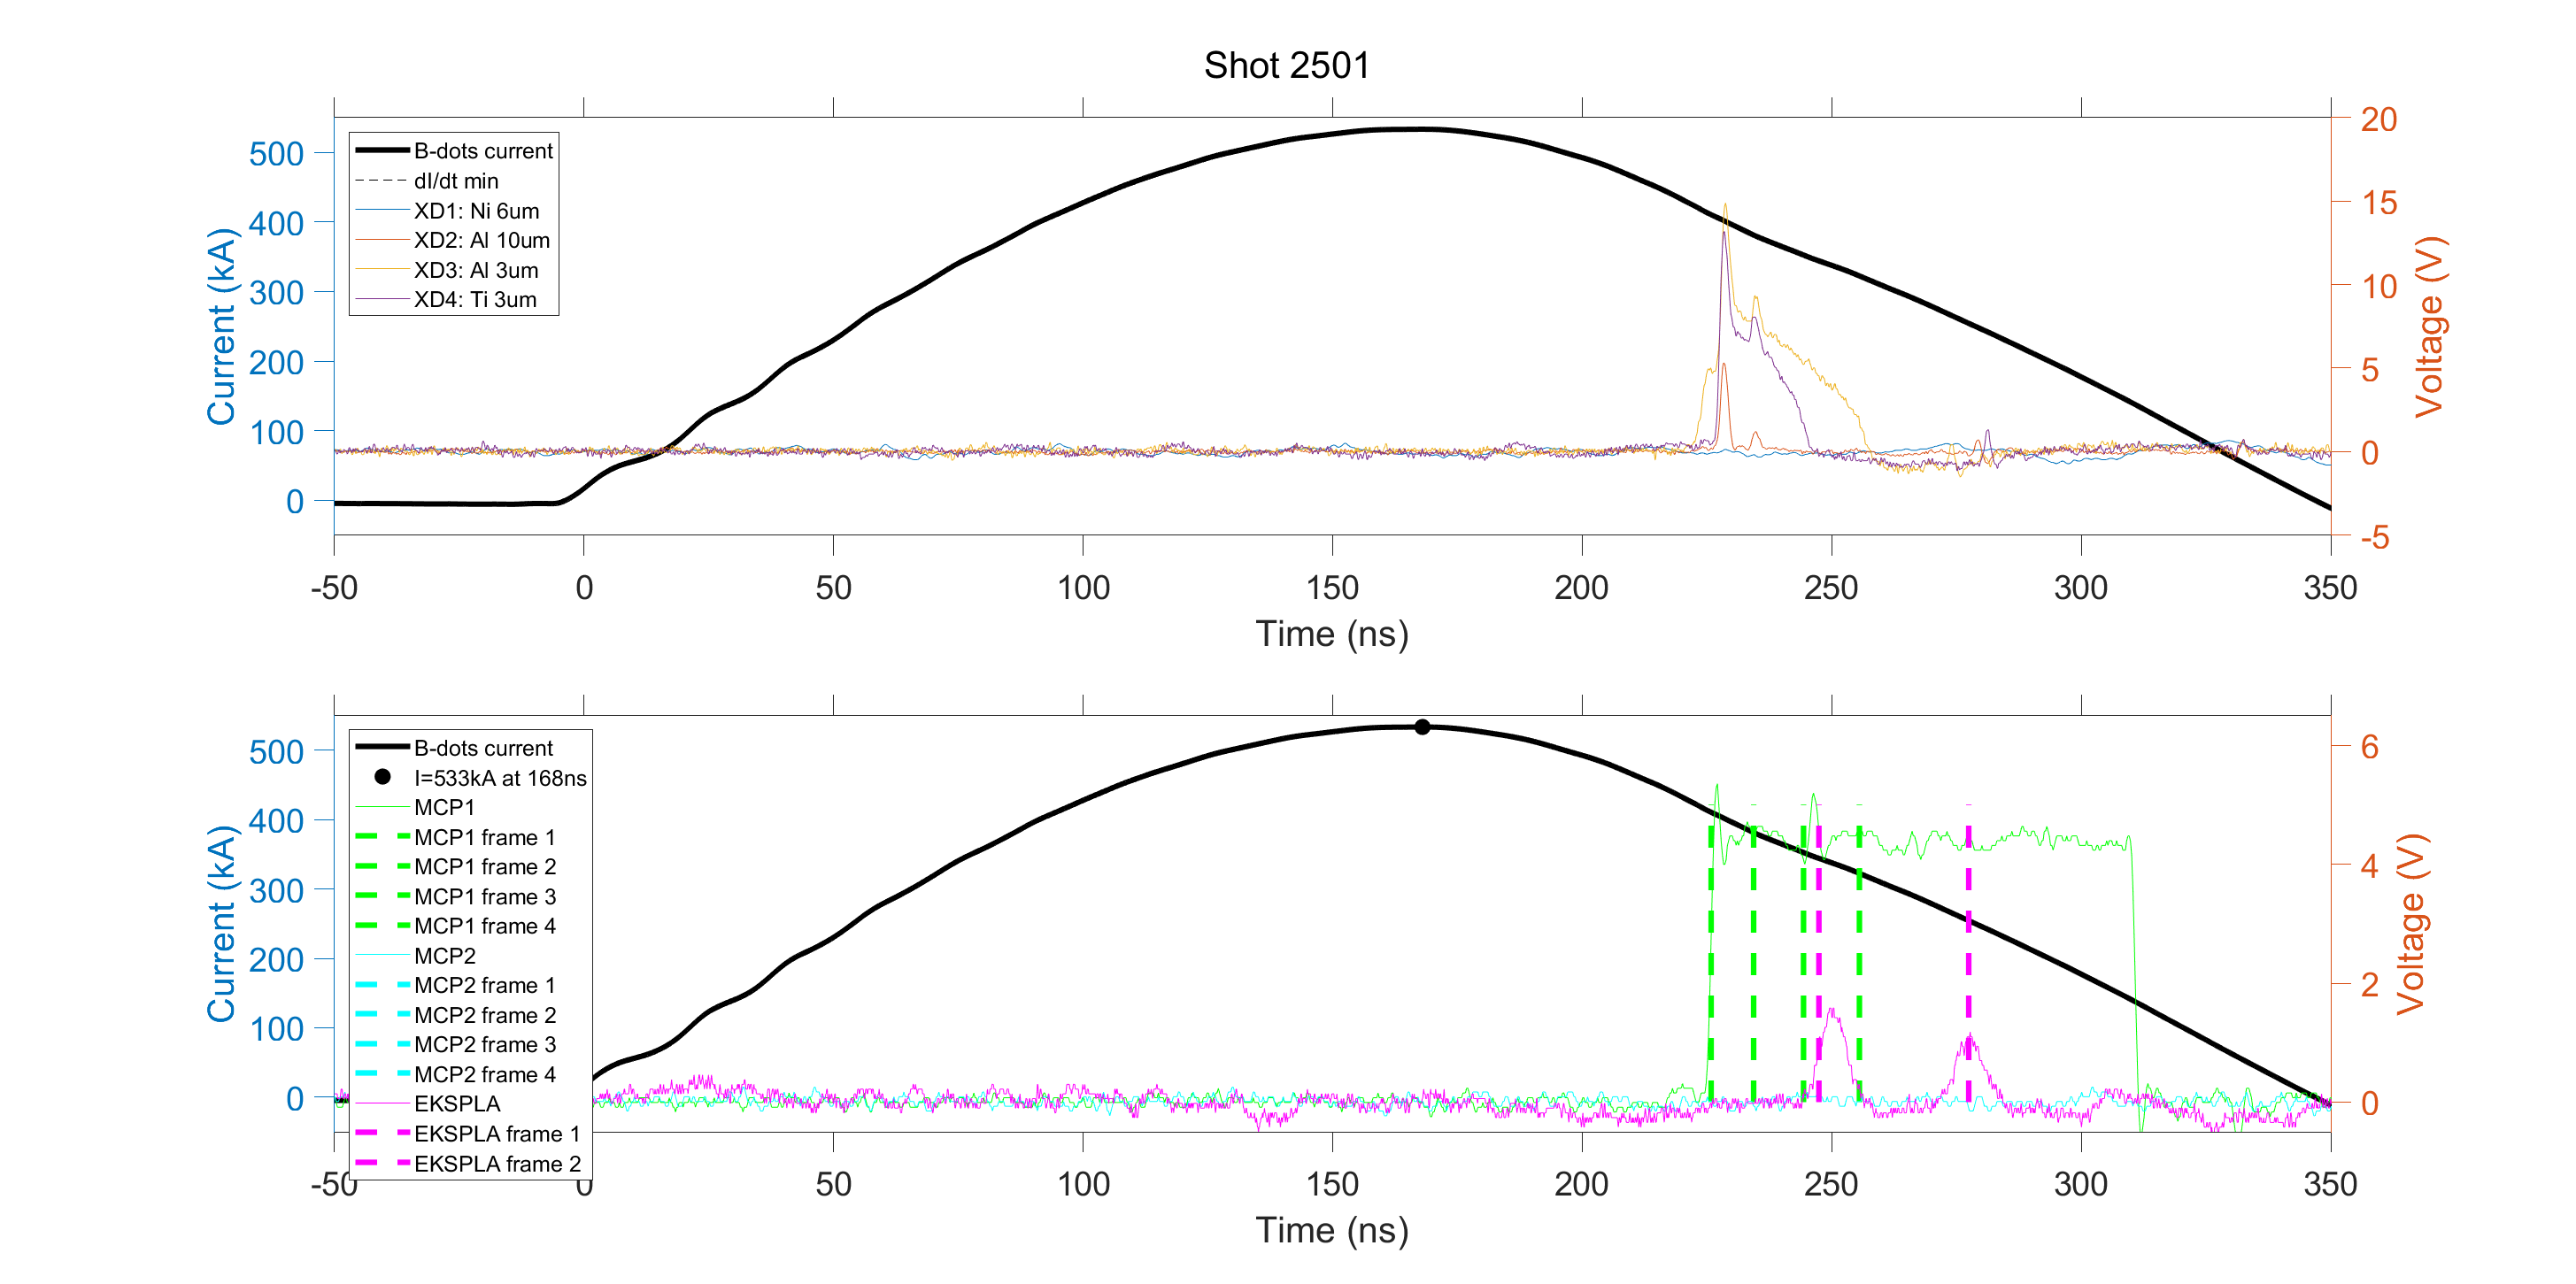 Shot 2501
500
400
300
200
100
0
Current (kA)
B-dots current
dI/dt min
XD1: Ni 6um
XD2: Al 10um
XD3: Al 3um
XD4: Ti 3um
20
15
10
5
0
-5
Voltage (V)
-50 0 50 100 150 200 250 300 350
Time (ns)
500
400
300
200
100
0
Current (kA)
B-dots current
I=533kA at 168ns
MCP1
MCP1 frame 1
MCP1 frame 2
MCP1 frame 3
MCP1 frame 4
MCP2
MCP2 frame 1
MCP2 frame 2
MCP2 frame 3
MCP2 frame 4
EKSPLA
EKSPLA frame 1
EKSPLA frame 2
6
4
2
0
Voltage (V)
-50 0 50 100 150 200 250 300 350
Time (ns)